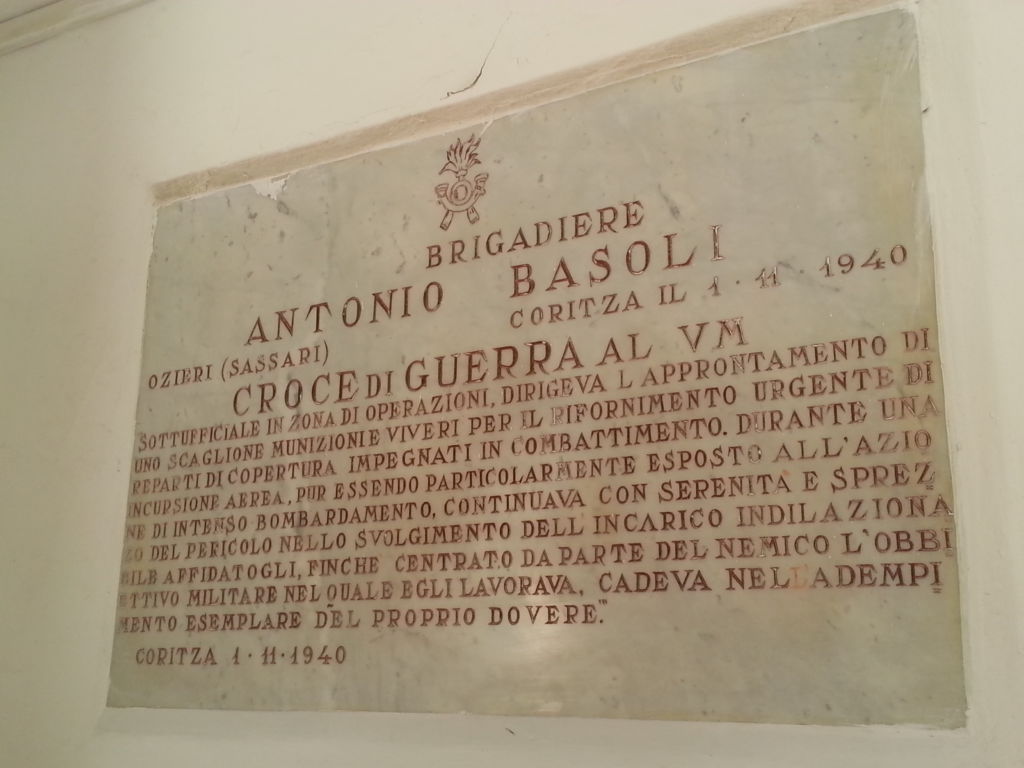 BRIGADIERE
ANTONIO BASOLI
OZIERI (SASSARI) CORITZA IL 1·11·1940
CROCE DI GUERRA AL VM
SOTTUFFICIALE IN ZONA DI OPERAZIONI, DIRIGEVA L APPRONTAMENTO DI
UNO SCAGLIONE MUNIZIONI E VIVERI PER IL RIFORNIMENTO URGENTE DI
REPARTI DI COPERTURA IMPEGNATI IN COMBATTIMENTO. DURANTE UNA
INCURSIONE AEREA, PUR ESSENDO PARTICOLARMENTE ESPOSTO ALL'AZIO
NE DI INTENSO BOMBARDAMENTO, CONTINUAVA CON SERENITA E SPREZ
ZO DEL PERICOLO NELLO SVOLGIMENTO DELL'INCARICO INDILAZIONA
BILE AFFIDATOGLI, FINCHE CENTRATO DA PARTE DEL NEMICO L'OBBI
ETTIVO MILITARE NEL QUALE EGLI LAVORAVA, CADEVA NELL'ADEMPI
MENTO ESEMPLARE DEL PROPRIO DOVERE."
CORITZA 1·11·1940